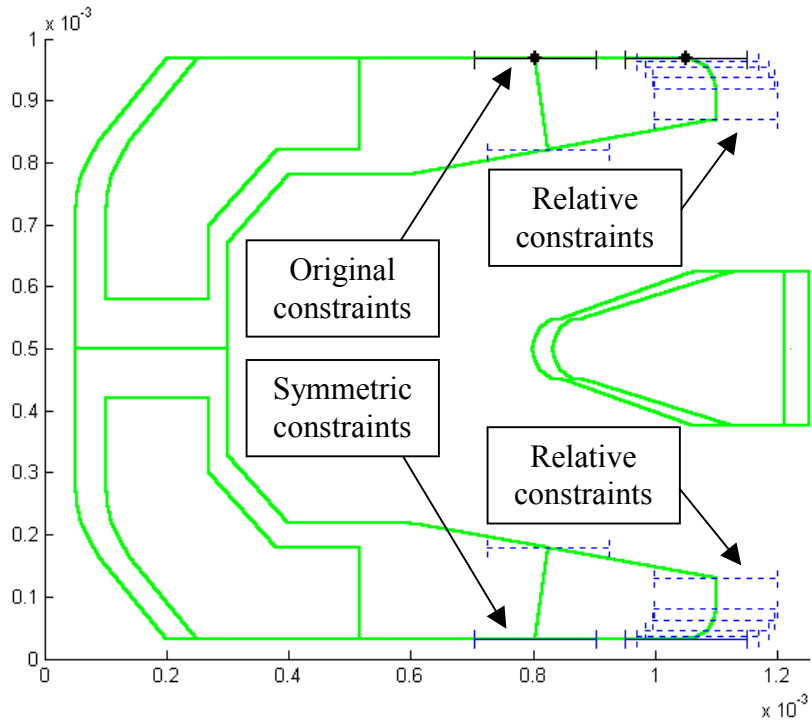 x 10⁻³
1
0.9
0.8
0.7
0.6
0.5
0.4
0.3
0.2
0.1
0
Relative
constraints
Original
constraints
Symmetric
constraints
Relative
constraints
0 0.2 0.4 0.6 0.8 1 1.2
x 10⁻³